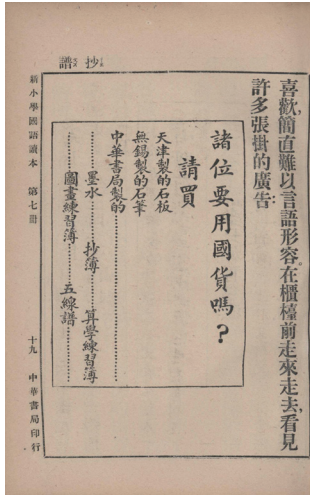 喜歡,簡直難以言語形容,在櫃檯前走來走去,看見
許多張掛的廣告:
諸位要用國貨嗎?
請買
天津製的石板
無錫製的石筆
中華書局製的……
……墨水……抄簿……算學練習簿
……圖畫練習簿……五線譜……
抄 譜
新小學國語讀本 第七冊
十九 中華書局印行